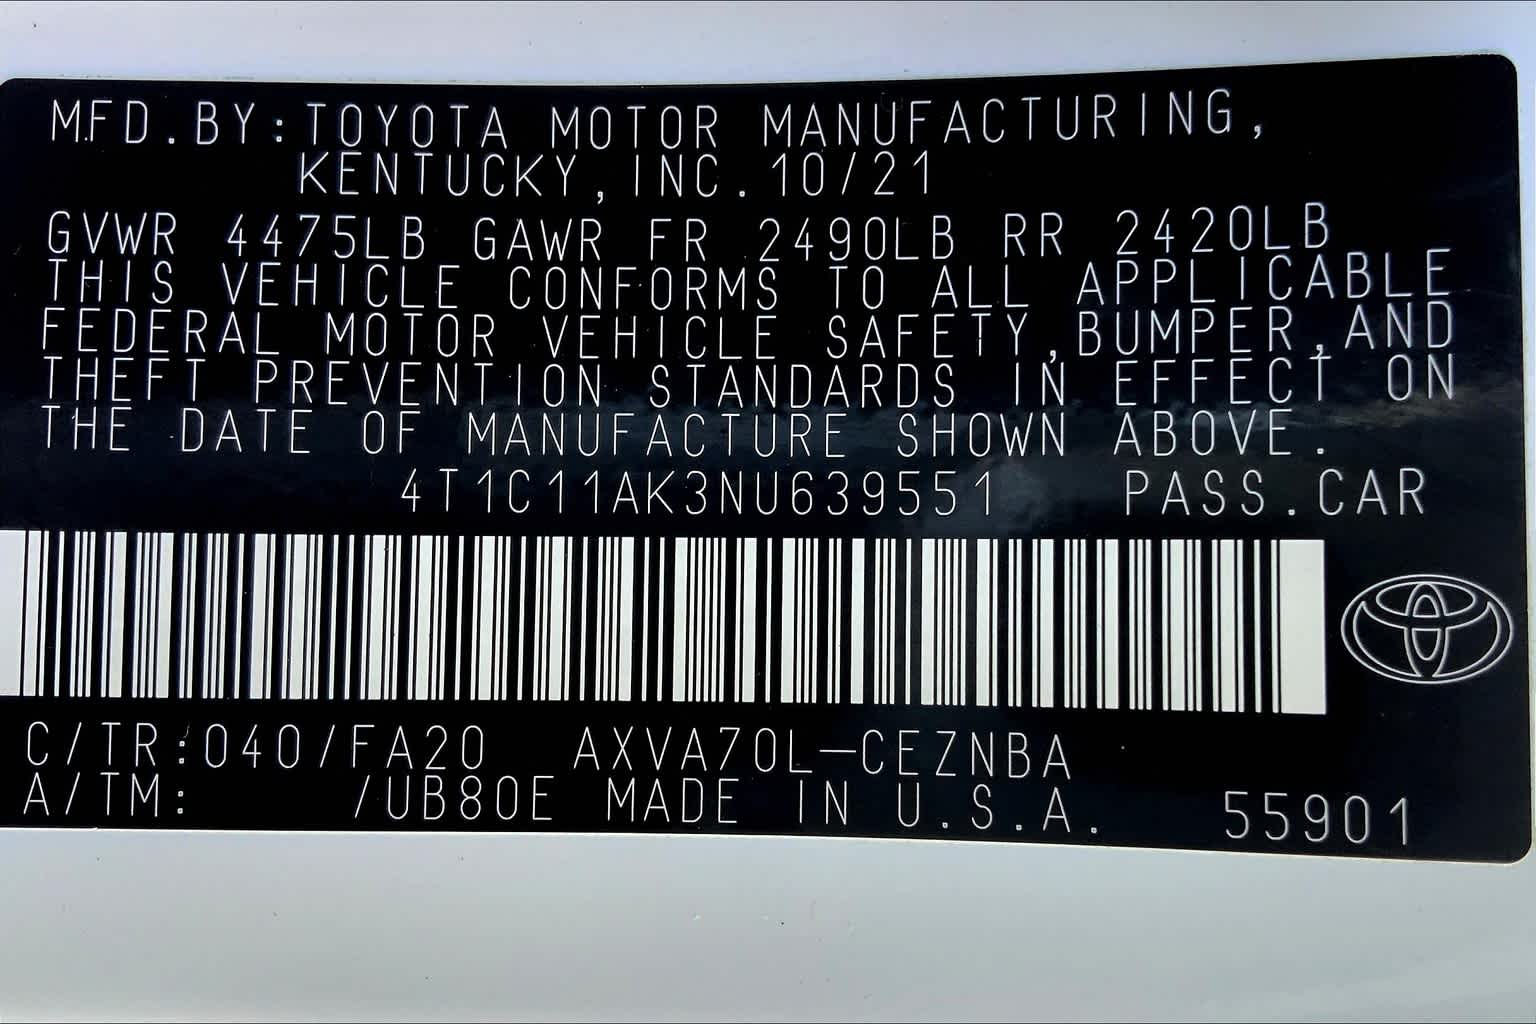 MFD.BY:TOYOTA MOTOR MANUFACTURING,
KENTUCKY,INC.10/21
GVWR 4475LB GAWR FR 2490LB RR 2420LB
THIS VEHICLE CONFORMS TO ALL APPLICABLE
FEDERAL MOTOR VEHICLE SAFETY,BUMPER,AND
THEFT PREVENTION STANDARDS IN EFFECT ON
THE DATE OF MANUFACTURE SHOWN ABOVE.
4T1C11AK3NU639551 PASS.CAR
C/TR:040/FA20 AXVA70L-CEZNBA
A/TM: /UB80E MADE IN U.S.A. 55901